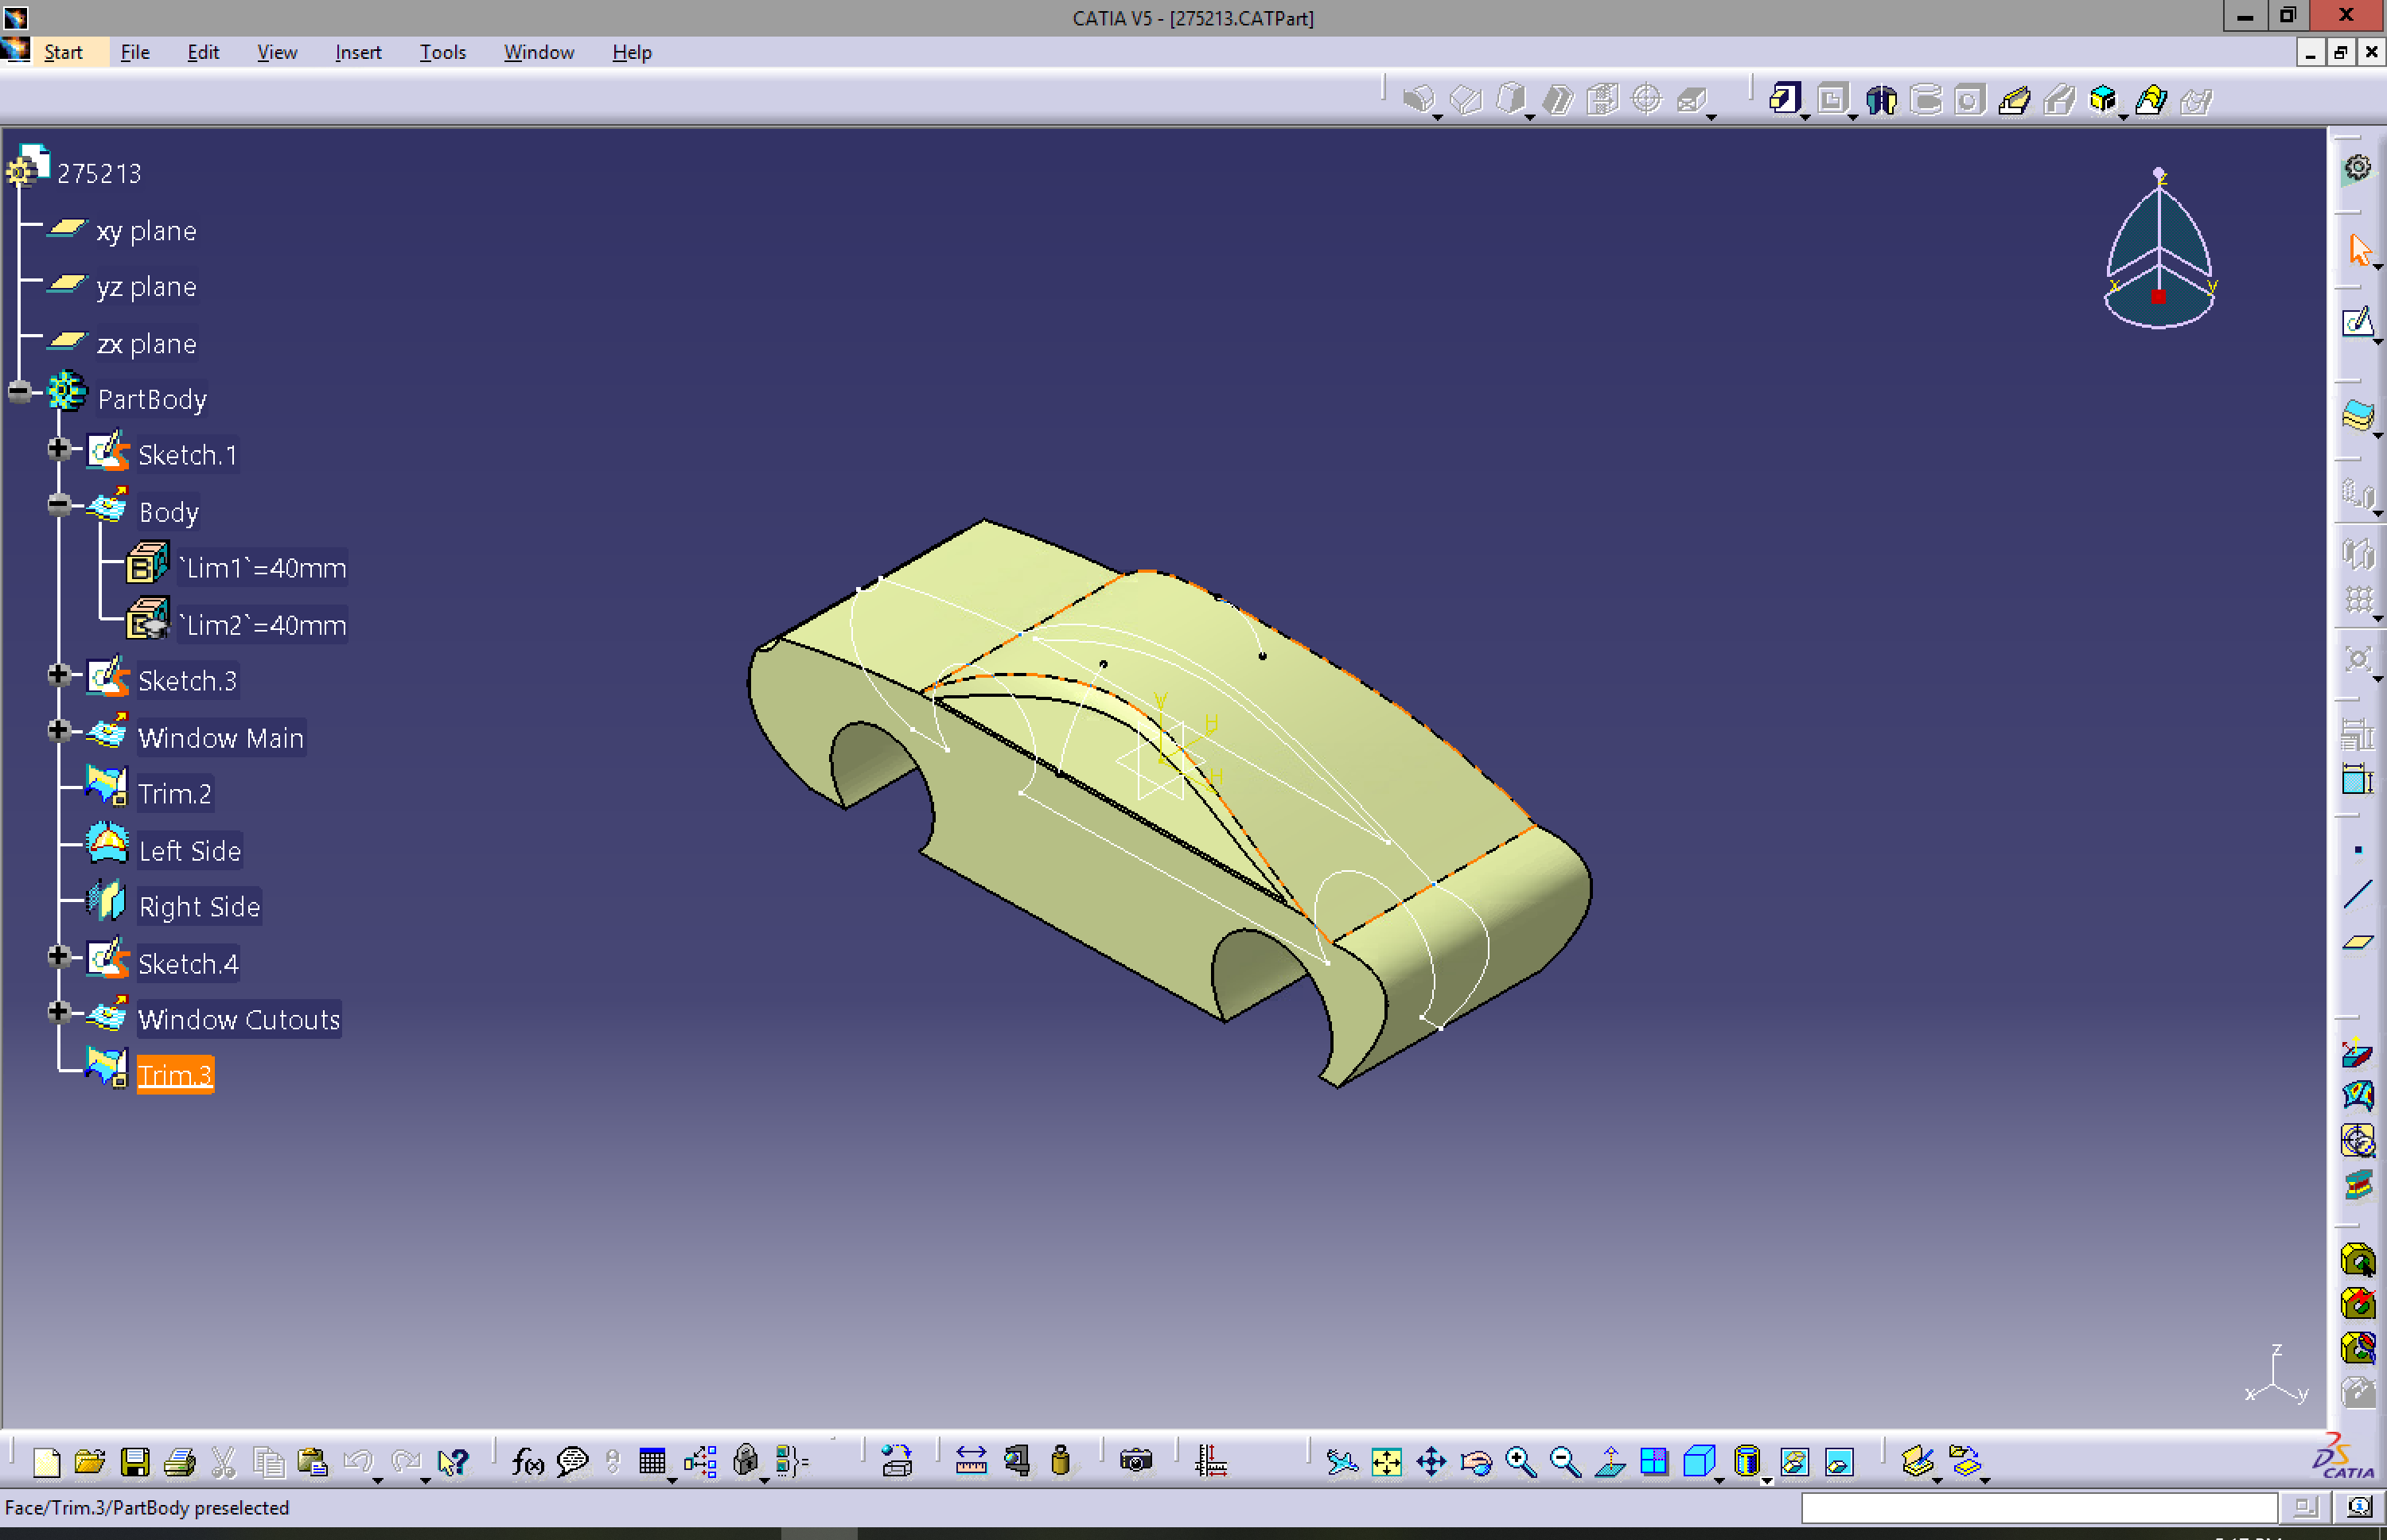 CATIA V5 - [275213.CATPart]
Start File Edit View Insert Tools Window Help
275213
xy plane
yz plane
zx plane
PartBody
Sketch.1
Body
`Lim1`=40mm
`Lim2`=40mm
Sketch.3
Window Main
Trim.2
Left Side
Right Side
Sketch.4
Window Cutouts
Trim.3
z
x y
V
H
H
z
x y
f(x)
DS
CATIA
Face/Trim.3/PartBody preselected